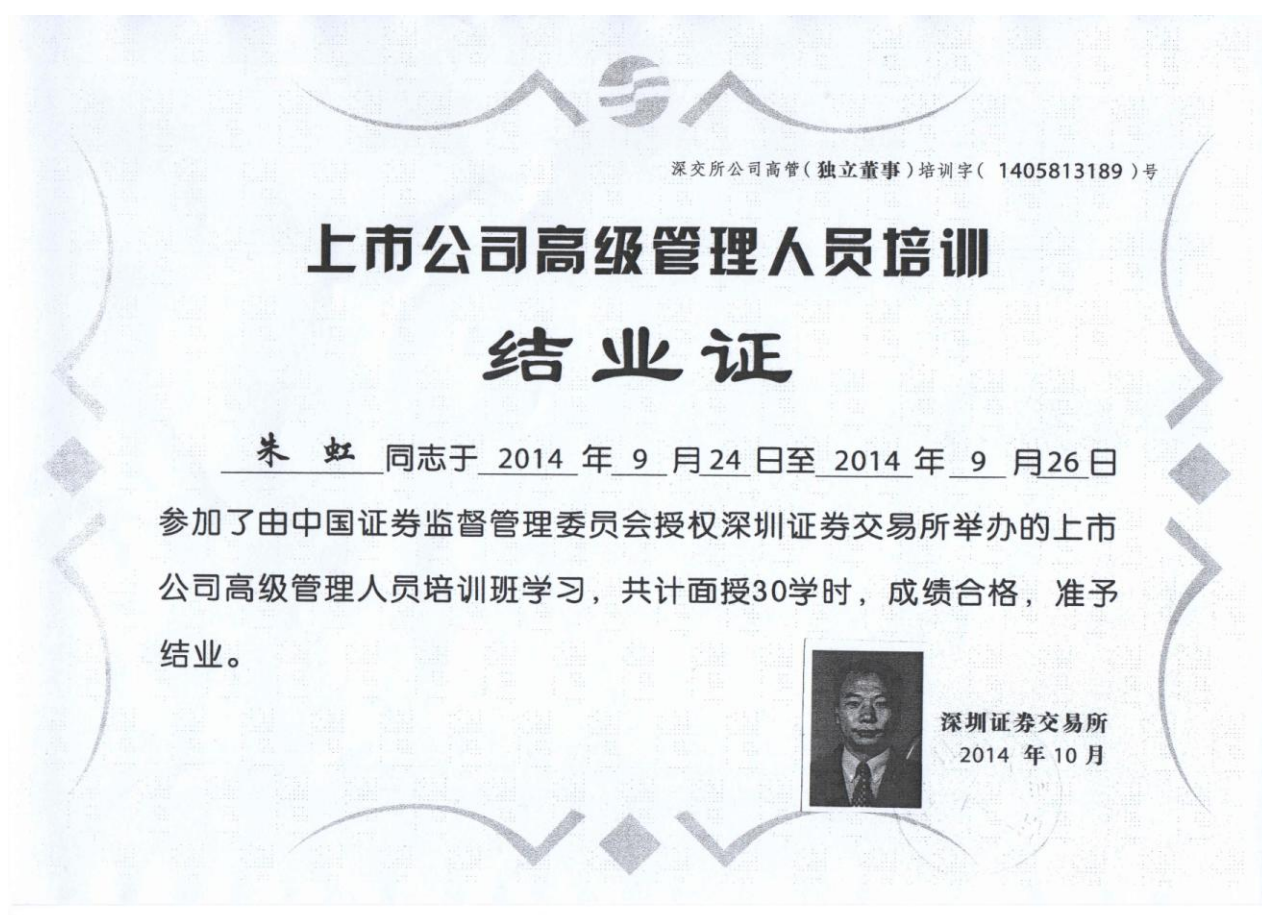 深交所公司高管(独立董事)培训字( 1405813189 )号
上市公司高级管理人员培训
结业证
朱 虹 同志于 2014 年 9 月 24 日至 2014 年 9 月 26 日
参加了由中国证券监督管理委员会授权深圳证券交易所举办的上市
公司高级管理人员培训班学习，共计面授30学时，成绩合格，准予
结业。
深圳证券交易所
2014 年 10 月